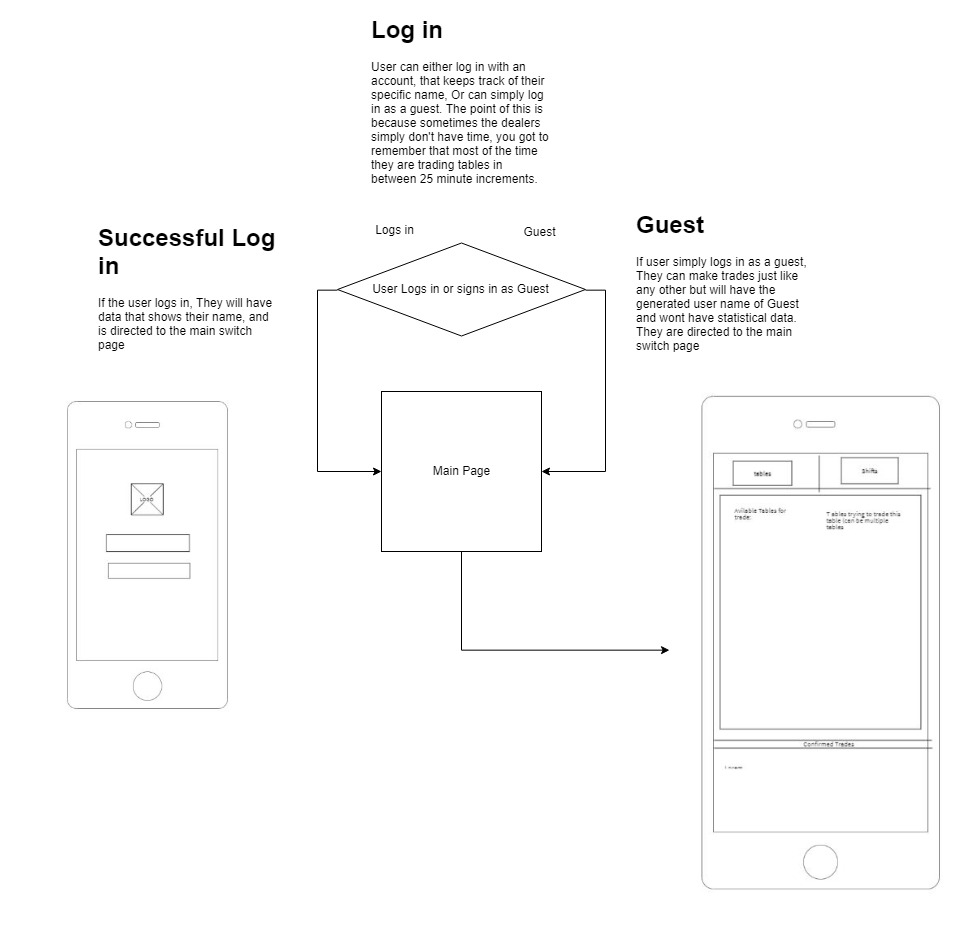 Log in
User can either log in with an
account, that keeps track of their
specific name, Or can simply log
in as a guest. The point of this is
because sometimes the dealers
simply don't have time, you got to
remember that most of the time
they are trading tables in
between 25 minute increments.
Successful Log
in
If the user logs in, They will have
data that shows their name, and
is directed to the main switch
page
Logs in
Guest
User Logs in or signs in as Guest
Guest
If user simply logs in as a guest,
They can make trades just like
any other but will have the
generated user name of Guest
and wont have statistical data.
They are directed to the main
switch page
Main Page
LOGO
tables
Shifts
Avilable Tables for
trade:
T ables trying to trade this
table (can be multiple
tables
Confirmed Trades